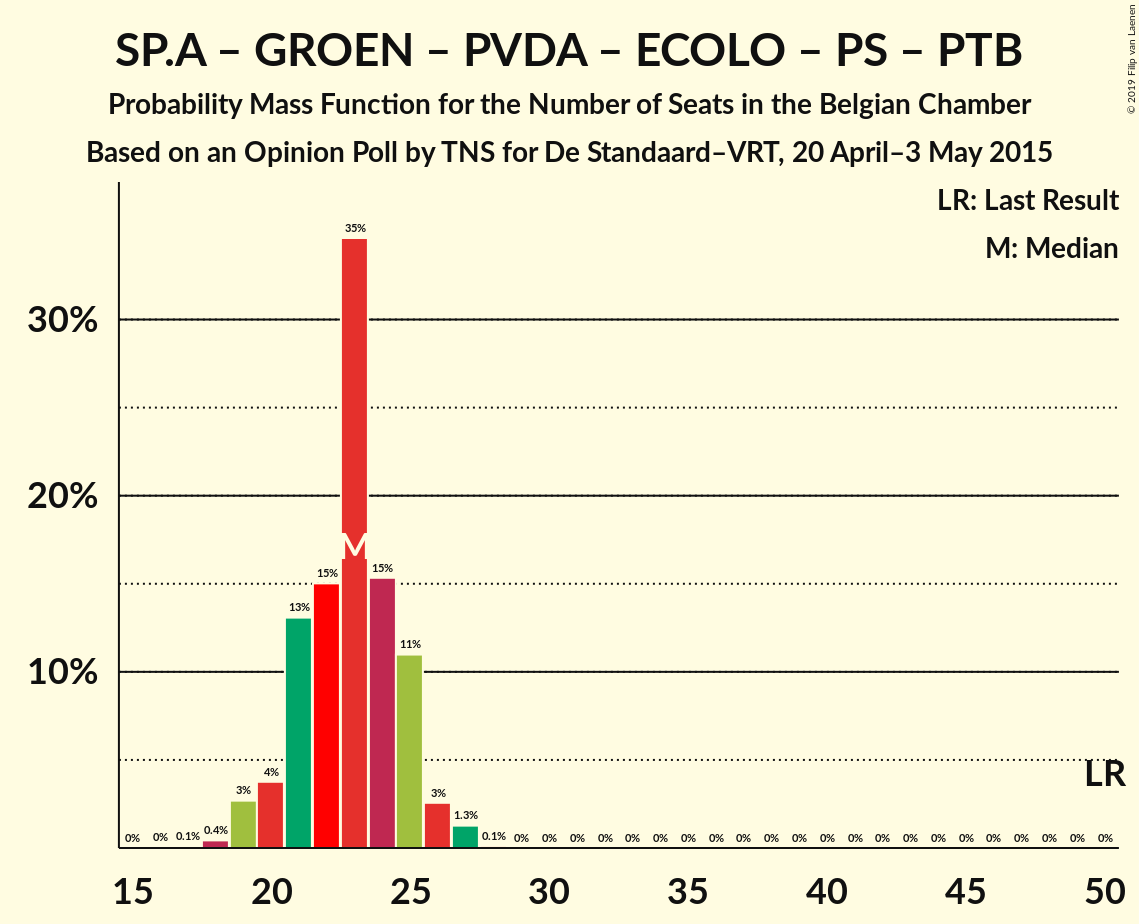 SP.A – GROEN – PVDA – ECOLO – PS – PTB
Probability Mass Function for the Number of Seats in the Belgian Chamber
Based on an Opinion Poll by TNS for De Standaard–VRT, 20 April–3 May 2015
© 2019 Filip van Laenen
LR: Last Result
M: Median
35%
30%
20%
M
15% 15%
13%
11%
10%
4%
3% 3%
1.3%
LR
0% 0% 0.1% 0.4% 0.1% 0% 0% 0% 0% 0% 0% 0% 0% 0% 0% 0% 0% 0% 0% 0% 0% 0% 0% 0% 0% 0%
15 20 25 30 35 40 45 50